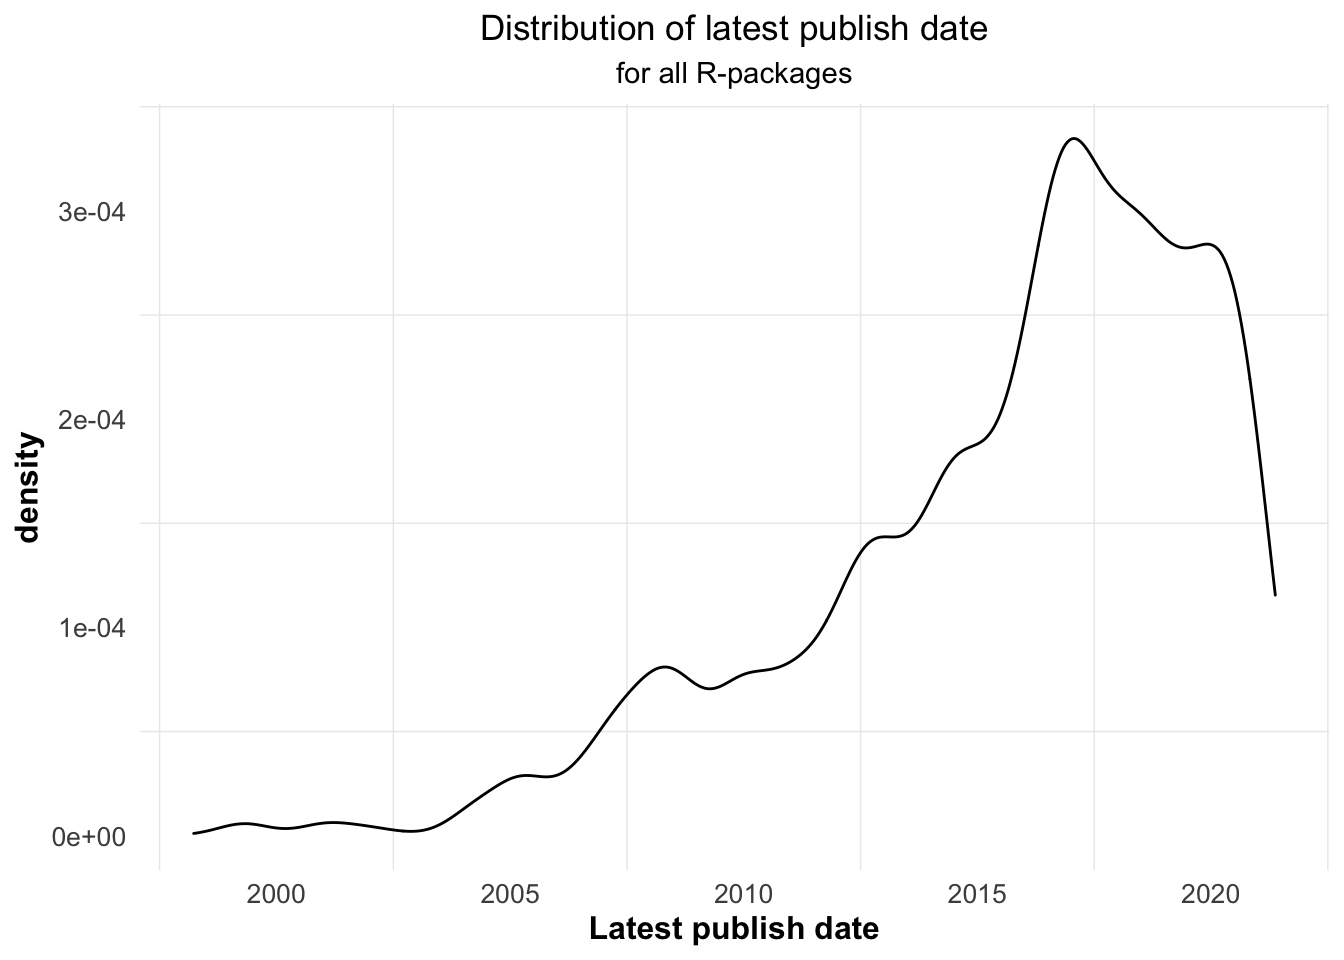 Distribution of latest publish date
for all R-packages
density
3e-04
2e-04
1e-04
0e+00
2000 2005 2010 2015 2020
Latest publish date